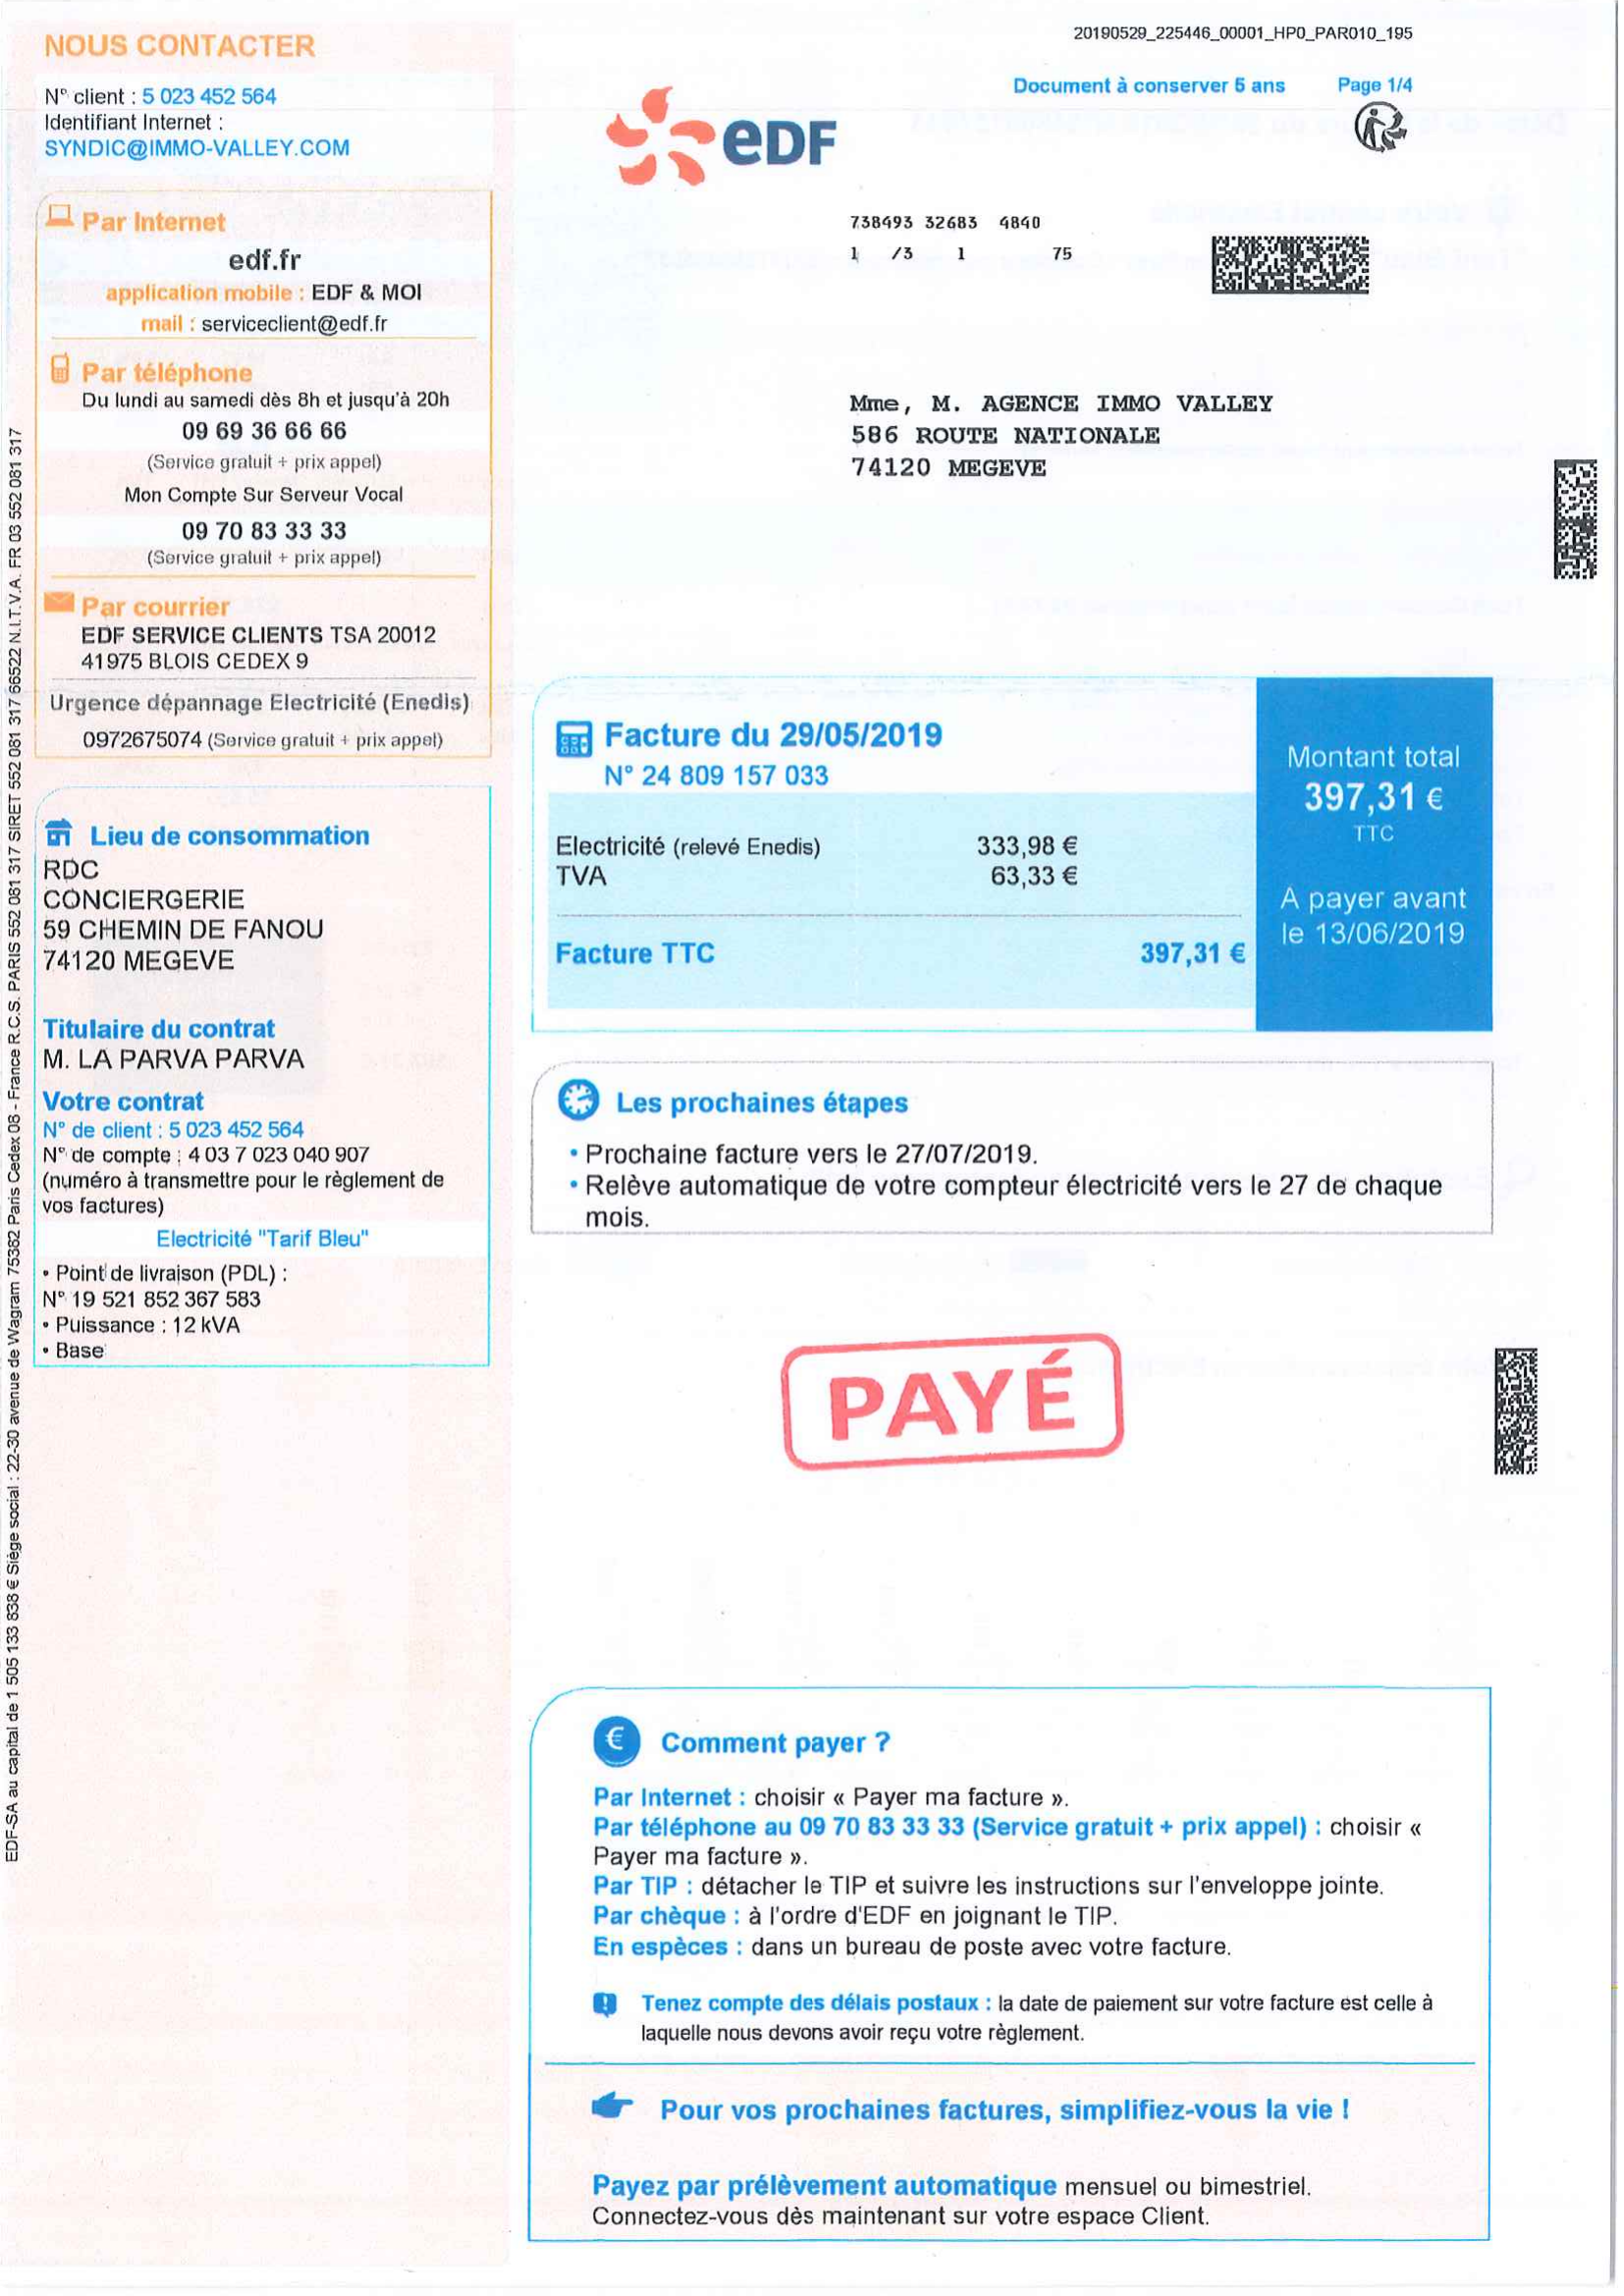 NOUS CONTACTER
N° client : 5 023 452 564
Identifiant Internet :
SYNDIC@IMMO-VALLEY.COM
Par Internet
edf.fr
application mobile : EDF & MOI
mail : serviceclient@edf.fr
Par téléphone
Du lundi au samedi dès 8h et jusqu'à 20h
09 69 36 66 66
(Service gratuit + prix appel)
Mon Compte Sur Serveur Vocal
09 70 83 33 33
(Service gratuit + prix appel)
Par courrier
EDF SERVICE CLIENTS TSA 20012
41975 BLOIS CEDEX 9
Urgence dépannage Electricité (Enedis)
0972675074 (Service gratuit + prix appel)
Lieu de consommation
RDC
CONCIERGERIE
59 CHEMIN DE FANOU
74120 MEGEVE
Titulaire du contrat
M. LA PARVA PARVA
Votre contrat
N° de client : 5 023 452 564
N° de compte : 4 03 7 023 040 907
(numéro à transmettre pour le règlement de
vos factures)
Electricité "Tarif Bleu"
• Point de livraison (PDL) :
N° 19 521 852 367 583
• Puissance : 12 kVA
• Base
EDF-SA au capital de 1 505 133 838 € Siège social : 22-30 avenue de Wagram 75382 Paris Cedex 08 - France R.C.S. PARIS 552 081 317 SIRET 552 081 317 66522 N.I.T.V.A. FR 03 552 081 317
20190529_225446_00001_HP0_PAR010_195
Document à conserver 5 ans Page 1/4
edF
738493 32683 4840
1 /3 1 75
Mme, M. AGENCE IMMO VALLEY
586 ROUTE NATIONALE
74120 MEGEVE
Facture du 29/05/2019
N° 24 809 157 033
Electricité (relevé Enedis) 333,98 €
TVA 63,33 €
Facture TTC 397,31 €
Montant total
397,31 €
TTC
A payer avant
le 13/06/2019
Les prochaines étapes
• Prochaine facture vers le 27/07/2019.
• Relève automatique de votre compteur électricité vers le 27 de chaque
mois.
PAYÉ
€ Comment payer ?
Par Internet : choisir « Payer ma facture ».
Par téléphone au 09 70 83 33 33 (Service gratuit + prix appel) : choisir «
Payer ma facture ».
Par TIP : détacher le TIP et suivre les instructions sur l'enveloppe jointe.
Par chèque : à l'ordre d'EDF en joignant le TIP.
En espèces : dans un bureau de poste avec votre facture.
Tenez compte des délais postaux : la date de paiement sur votre facture est celle à
laquelle nous devons avoir reçu votre règlement.
Pour vos prochaines factures, simplifiez-vous la vie !
Payez par prélèvement automatique mensuel ou bimestriel.
Connectez-vous dès maintenant sur votre espace Client.